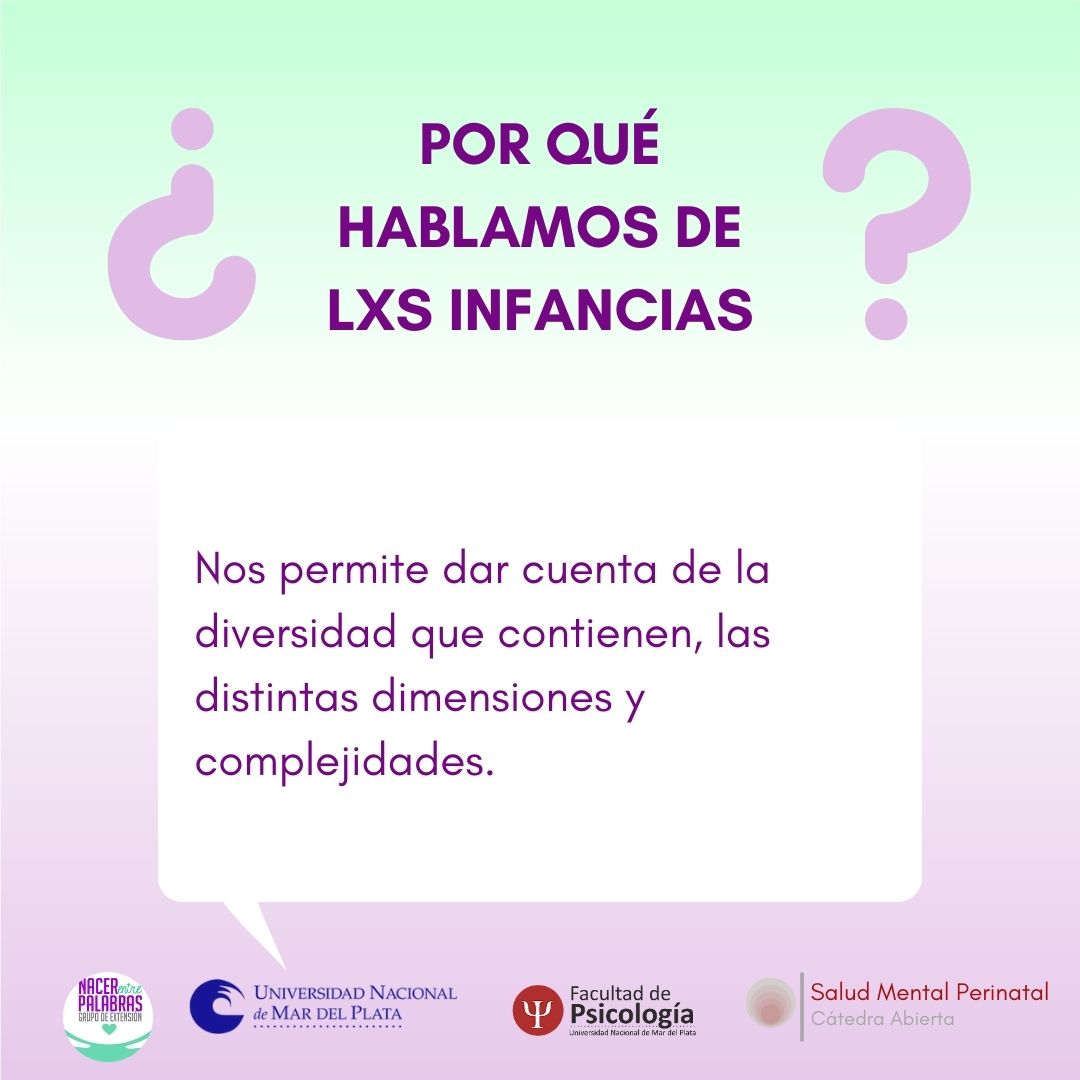 ¿ POR QUÉ ?
HABLAMOS DE
LXS INFANCIAS
Nos permite dar cuenta de la
diversidad que contienen, las
distintas dimensiones y
complejidades.
NACER entre
PALABRAS
GRUPO DE EXTENSIÓN
UNIVERSIDAD NACIONAL
de MAR DEL PLATA
Ψ
Facultad de
Psicología
Universidad Nacional de Mar del Plata
Salud Mental Perinatal
Cátedra Abierta